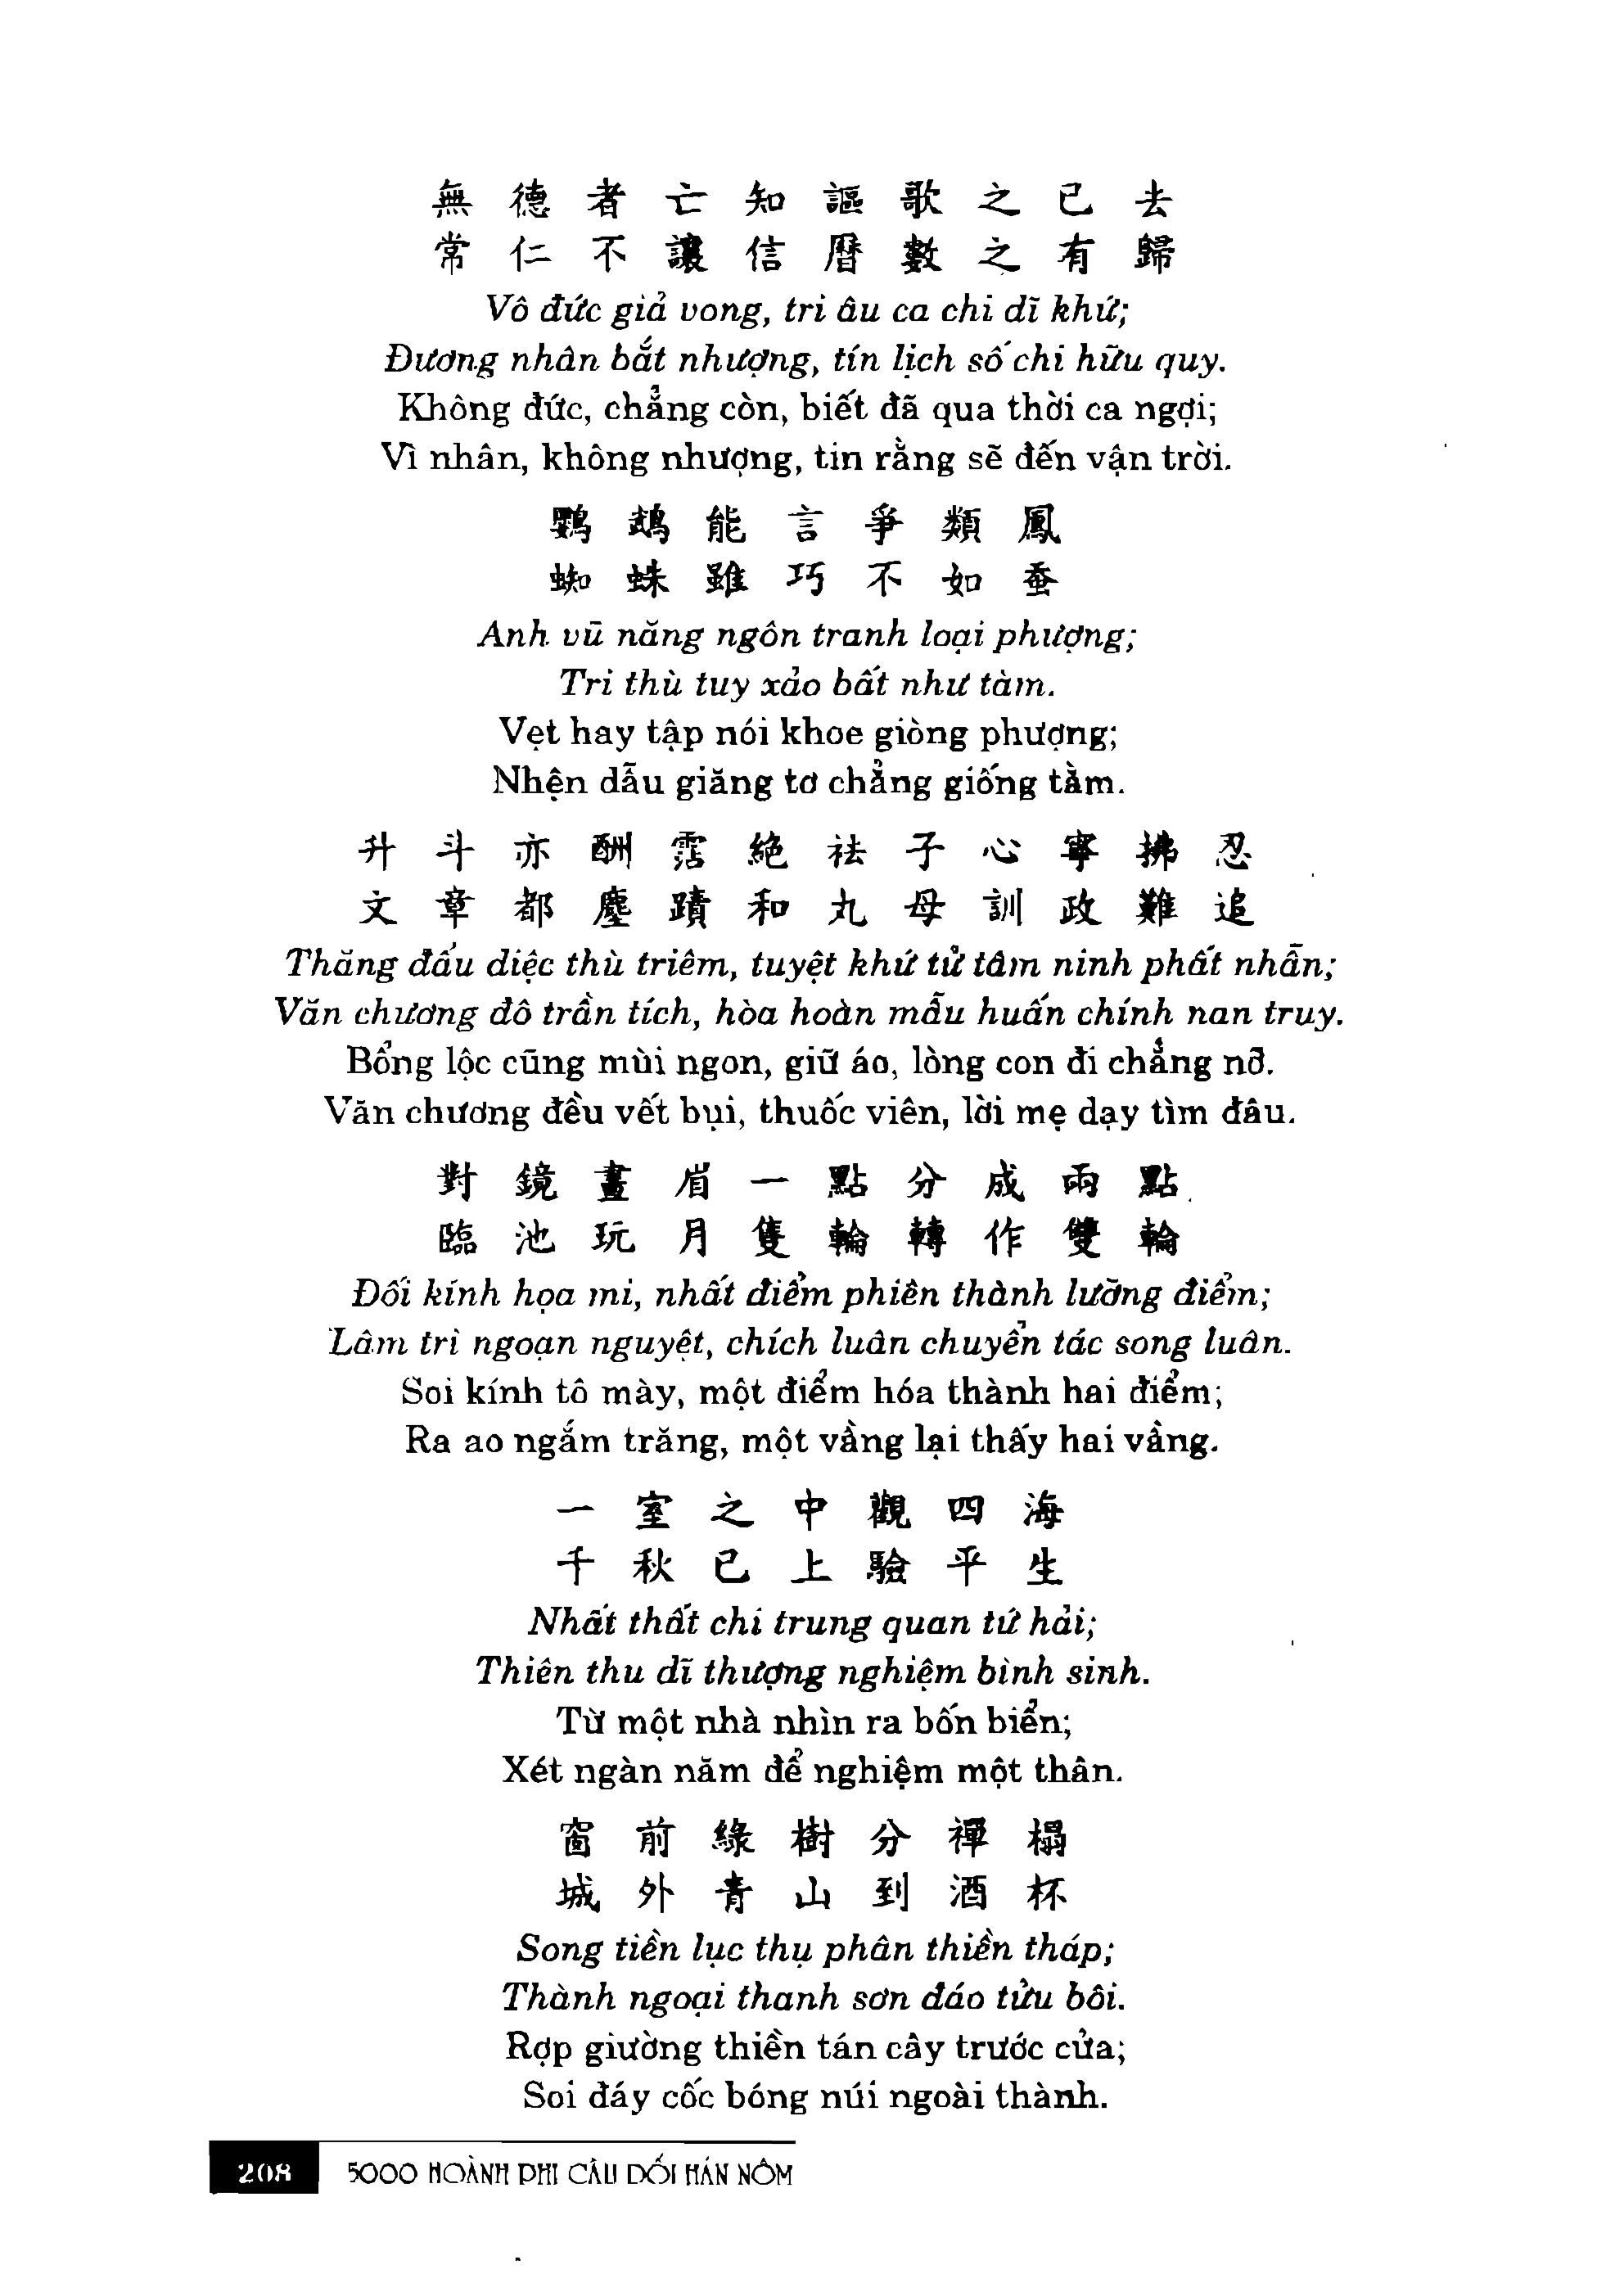 無德者亡知謳歌之已去
常仁不讓信曆數之有歸
Vô đức giả vong, tri âu ca chi dĩ khứ;
Đương nhân bất nhượng, tín lịch số chi hữu quy.
Không đức, chẳng còn, biết đã qua thời ca ngợi;
Vì nhân, không nhượng, tin rằng sẽ đến vận trời.
鸚鵡能言爭類鳳
蜘蛛雖巧不如蚕
Anh vũ năng ngôn tranh loại phượng;
Tri thù tuy xảo bất như tàm.
Vẹt hay tập nói khoe giòng phượng;
Nhện dẫu giăng tơ chẳng giống tằm.
升斗亦酬霑絕袪子心寧拂忍
文章都塵蹟和丸母訓政難追
Thăng đẩu diệc thù triêm, tuyệt khứ tử tâm ninh phất nhẫn;
Văn chương đô trần tích, hòa hoàn mẫu huấn chính nan truy.
Bổng lộc cũng mùi ngon, giữ áo, lòng con đi chẳng nỡ.
Văn chương đều vết bụi, thuốc viên, lời mẹ dạy tìm đâu.
對鏡畫眉一點分成兩點
臨池玩月隻輪轉作雙輪
Đối kính họa mi, nhất điểm phiên thành lưỡng điểm;
Lâm trì ngoạn nguyệt, chích luân chuyển tác song luân.
Soi kính tô mày, một điểm hóa thành hai điểm;
Ra ao ngắm trăng, một vầng lại thấy hai vầng.
一室之中觀四海
千秋已上驗平生
Nhất thất chi trung quan tứ hải;
Thiên thu dĩ thượng nghiệm bình sinh.
Từ một nhà nhìn ra bốn biển;
Xét ngàn năm để nghiệm một thân.
窗前綠樹分禪榻
城外青山到酒杯
Song tiền lục thụ phân thiền tháp;
Thành ngoại thanh sơn đáo tửu bôi.
Rợp giường thiền tán cây trước cửa;
Soi đáy cốc bóng núi ngoài thành.
208 5000 HOÀNH PHI CÂU ĐỐI HÁN NÔM